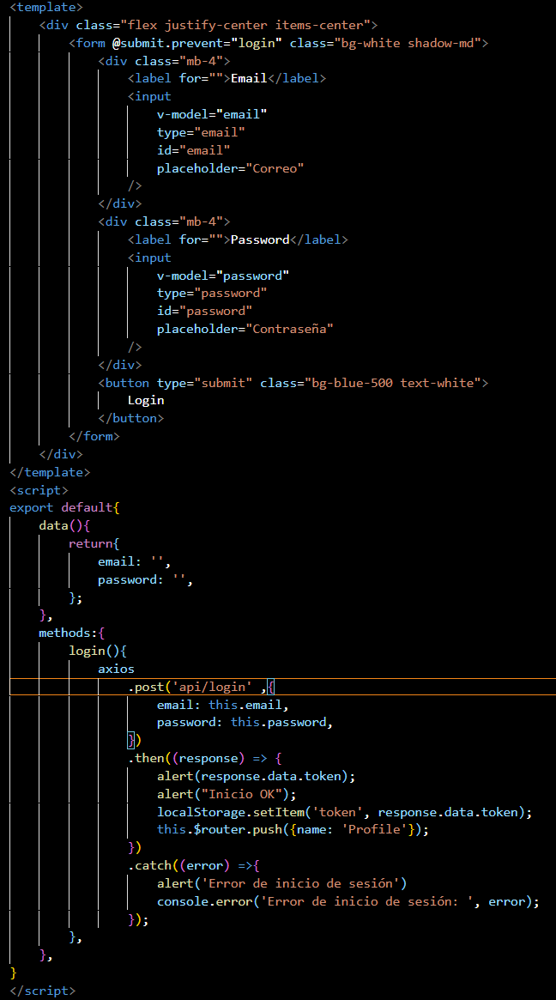 <template>
    <div class="flex justify-center items-center">
        <form @submit.prevent="login" class="bg-white shadow-md">
            <div class="mb-4">
                <label for="">Email</label>
                <input
                    v-model="email"
                    type="email"
                    id="email"
                    placeholder="Correo"
                />
            </div>
            <div class="mb-4">
                <label for="">Password</label>
                <input
                    v-model="password"
                    type="password"
                    id="password"
                    placeholder="Contraseña"
                />
            </div>
            <button type="submit" class="bg-blue-500 text-white">
                Login
            </button>
        </form>
    </div>
</template>
<script>
export default{
    data(){
        return{
            email: '',
            password: '',
        };
    },
    methods:{
        login(){
            axios
                .post('api/login' ,{
                    email: this.email,
                    password: this.password,
                })
                .then((response) => {
                    alert(response.data.token);
                    alert("Inicio OK");
                    localStorage.setItem('token', response.data.token);
                    this.$router.push({name: 'Profile'});
                })
                .catch((error) =>{
                    alert('Error de inicio de sesión')
                    console.error('Error de inicio de sesión: ', error);
                });
        },
    },
}
</script>